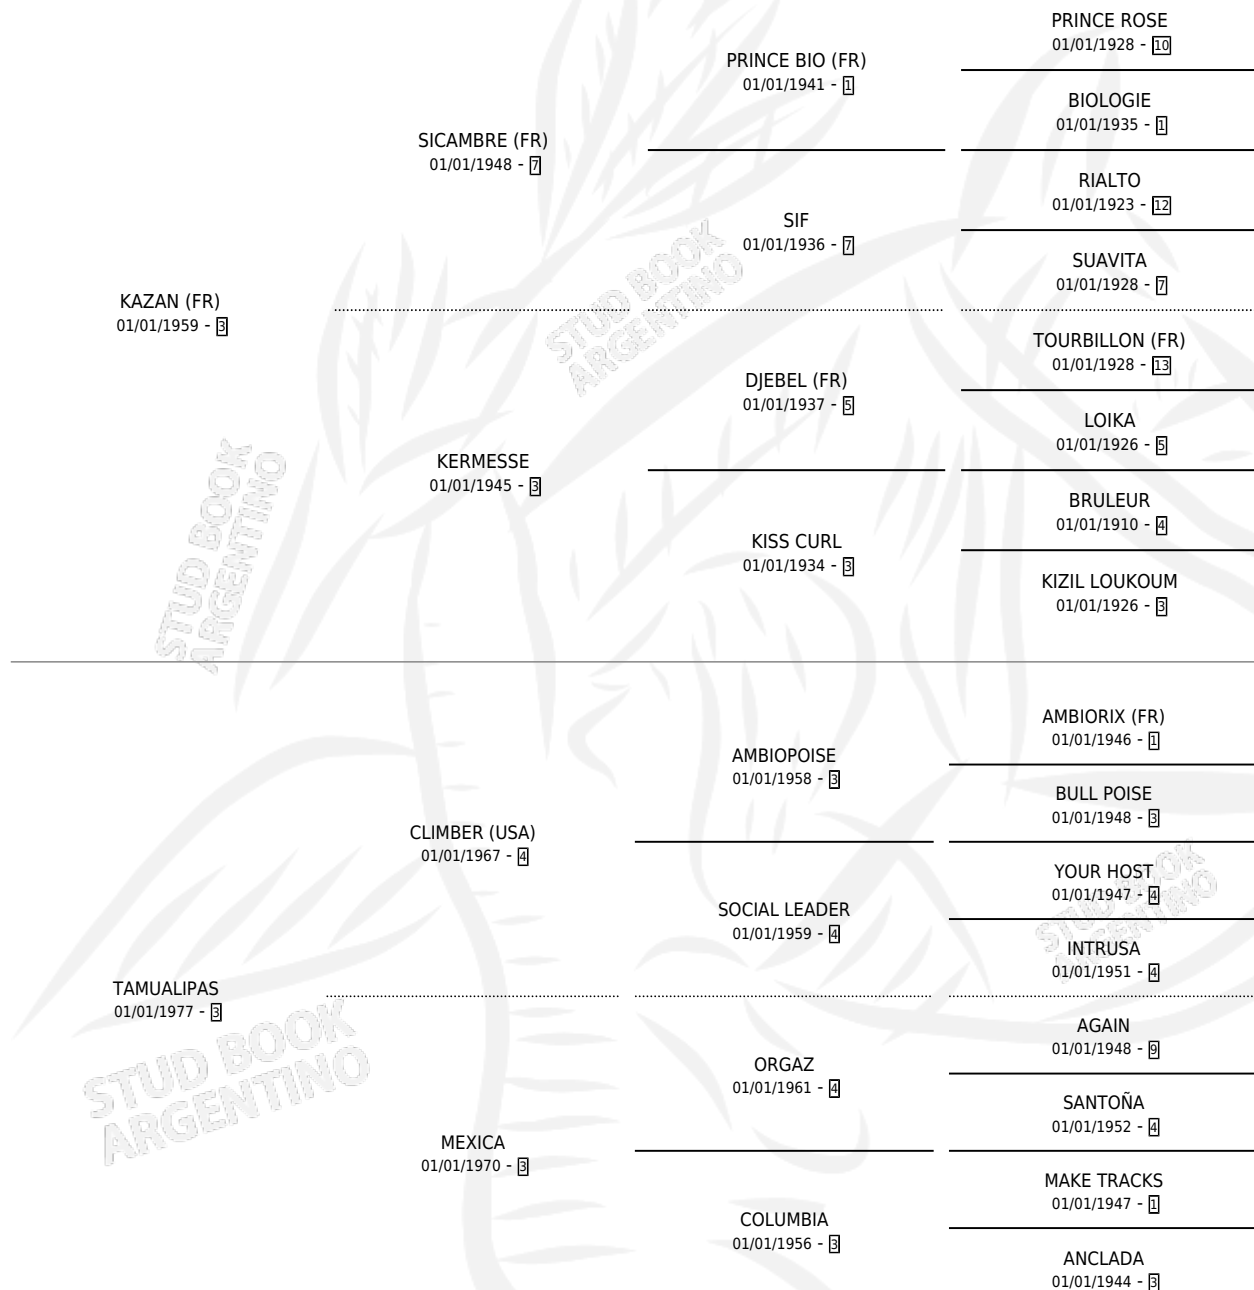 PRINCE ROSE
01/01/1928 - 10
PRINCE BIO (FR)
01/01/1941 - 1
BIOLOGIE
01/01/1935 - 1
SICAMBRE (FR)
01/01/1948 - 7
RIALTO
01/01/1923 - 12
SIF
01/01/1936 - 7
SUAVITA
01/01/1928 - 7
KAZAN (FR)
01/01/1959 - 3
STUD BOOK
ARGENTINO
TOURBILLON (FR)
01/01/1928 - 13
DJEBEL (FR)
01/01/1937 - 5
LOIKA
01/01/1926 - 5
KERMESSE
01/01/1945 - 3
BRULEUR
01/01/1910 - 4
KISS CURL
01/01/1934 - 3
KIZIL LOUKOUM
01/01/1926 - 3
STUD BOOK
ARGENTINO
AMBIORIX (FR)
01/01/1946 - 1
AMBIOPOISE
01/01/1958 - 3
BULL POISE
01/01/1948 - 3
CLIMBER (USA)
01/01/1967 - 4
YOUR HOST
01/01/1947 - 4
SOCIAL LEADER
01/01/1959 - 4
STUD BOOK
ARGENTINO
INTRUSA
01/01/1951 - 4
TAMUALIPAS
01/01/1977 - 3
STUD BOOK
ARGENTINO
AGAIN
01/01/1948 - 9
ORGAZ
01/01/1961 - 4
SANTOÑA
01/01/1952 - 4
MEXICA
01/01/1970 - 3
MAKE TRACKS
01/01/1947 - 1
COLUMBIA
01/01/1956 - 3
ANCLADA
01/01/1944 - 3